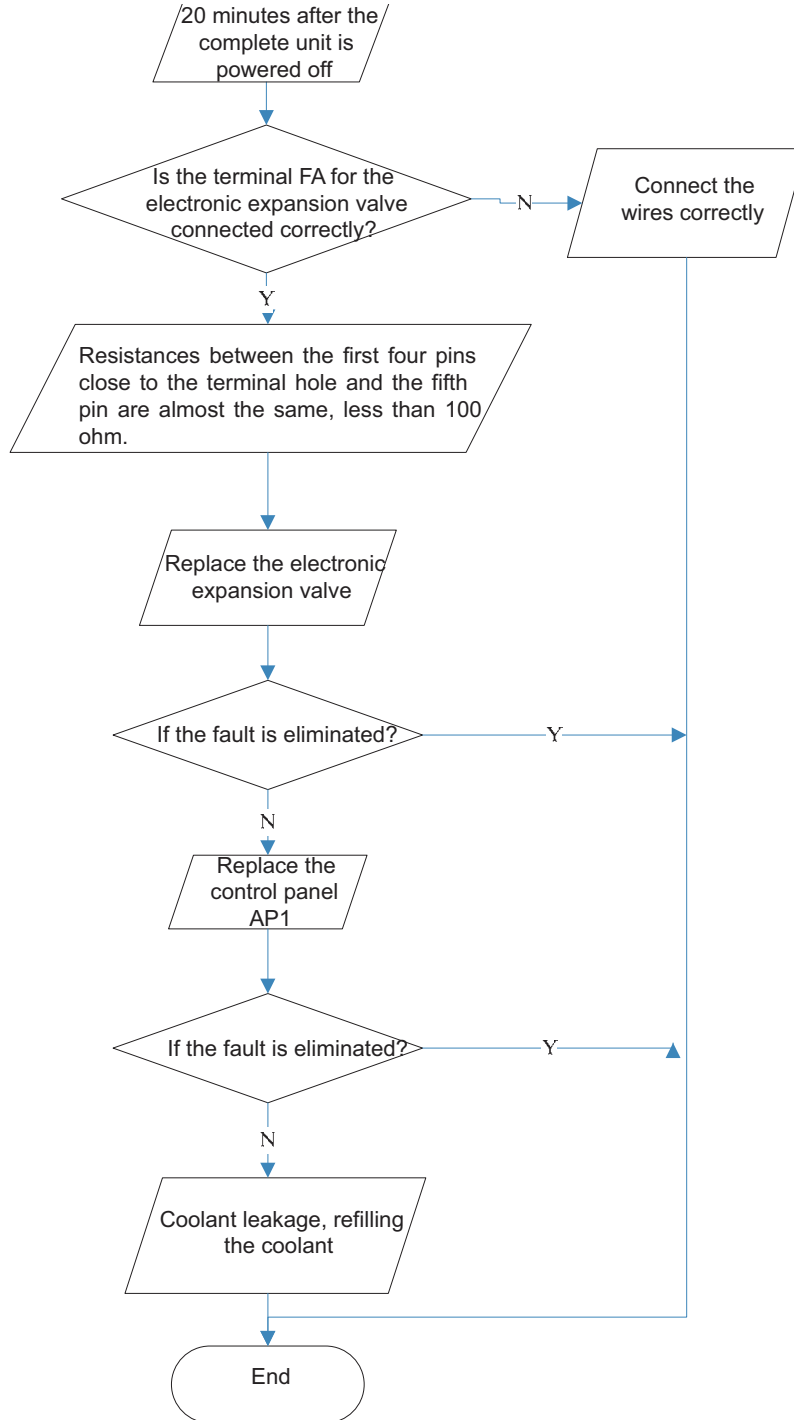 20 minutes after the
complete unit is
powered off
Is the terminal FA for the
electronic expansion valve
connected correctly?
N
Connect the
wires correctly
Y
Resistances between the first four pins
close to the terminal hole and the fifth
pin are almost the same, less than 100
ohm.
Replace the electronic
expansion valve
If the fault is eliminated?
Y
N
Replace the
control panel
AP1
If the fault is eliminated?
Y
N
Coolant leakage, refilling
the coolant
End